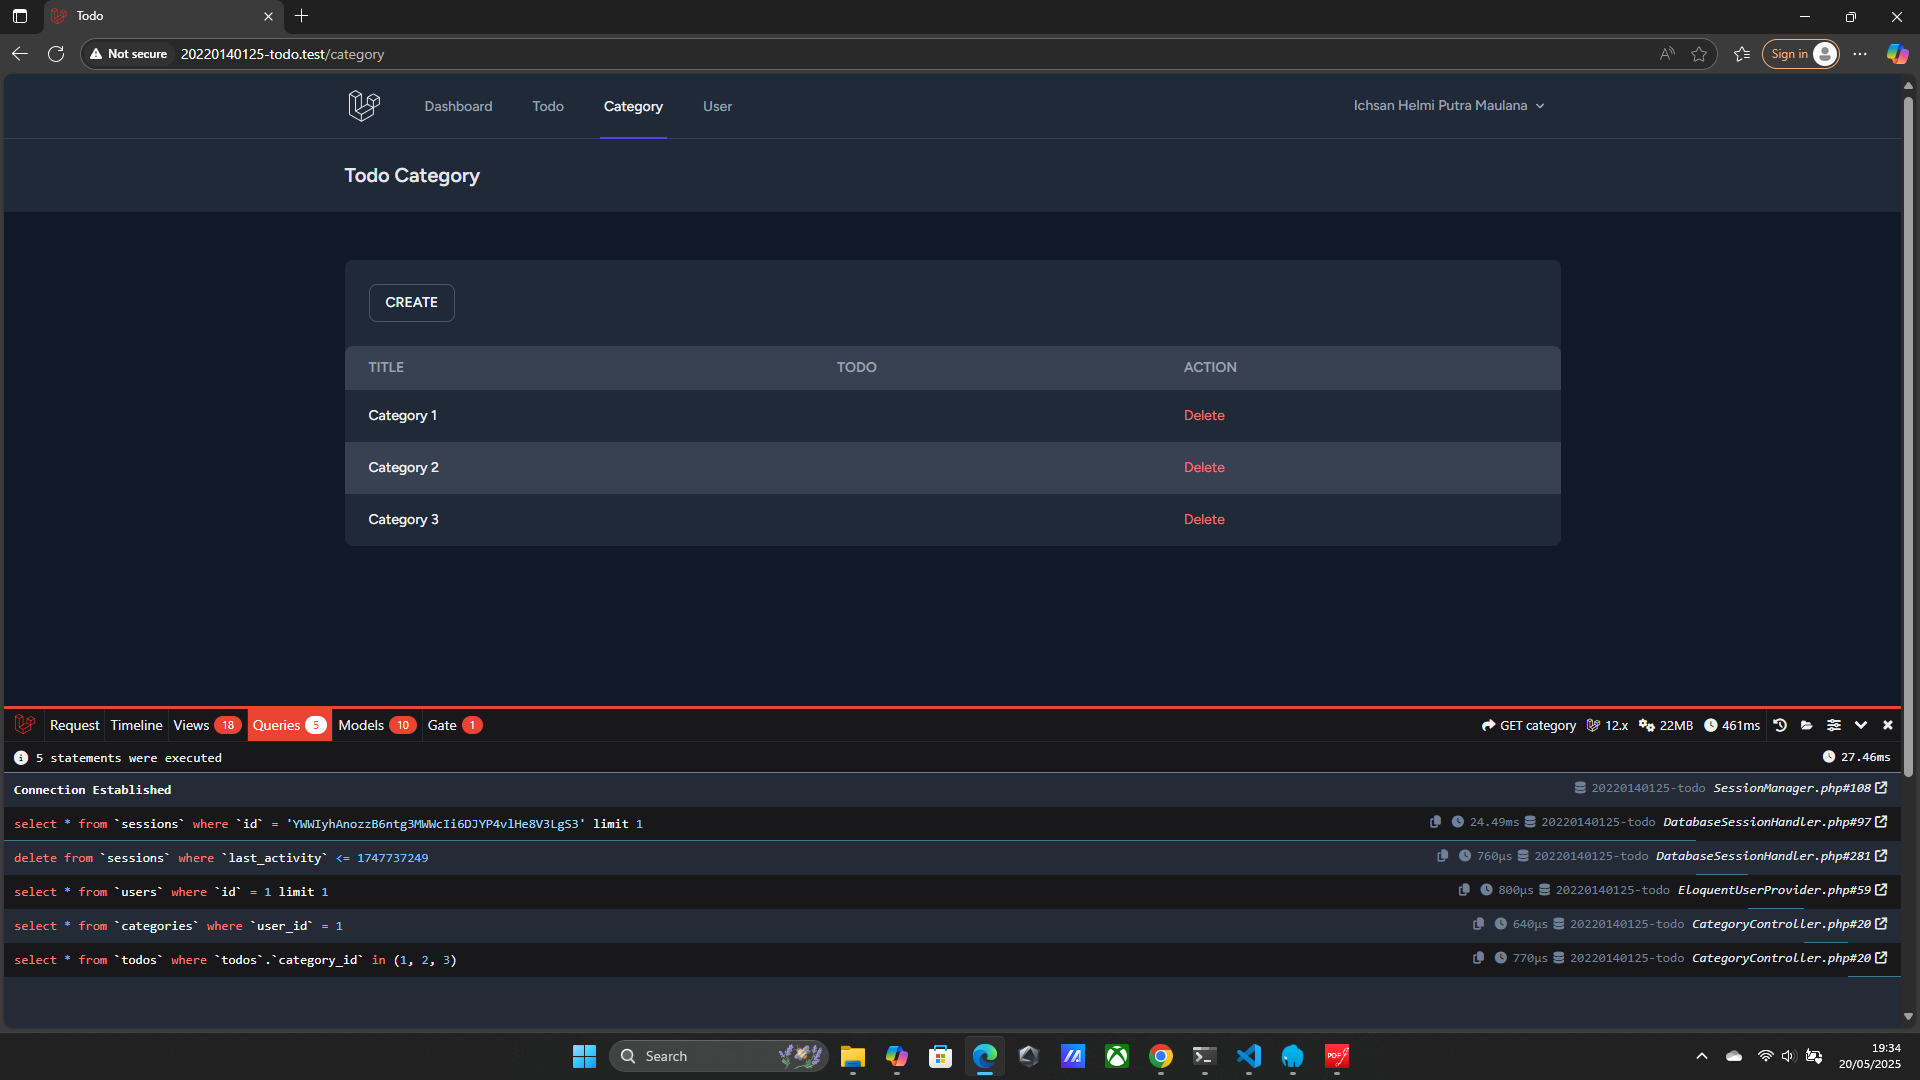 Todo
Not secure 20220140125-todo.test/category Sign in
Dashboard Todo Category User Ichsan Helmi Putra Maulana
Todo Category
CREATE
TITLE TODO ACTION
Category 1 Delete
Category 2 Delete
Category 3 Delete
Request Timeline Views 18 Queries 5 Models 10 Gate 1 GET category 12.x 22MB 461ms
5 statements were executed 27.46ms
Connection Established 20220140125-todo SessionManager.php#108
select * from `sessions` where `id` = 'YWWIyhAnozzB6ntg3MWWcIi6DJYP4vlHe8V3LgS3' limit 1 24.49ms 20220140125-todo DatabaseSessionHandler.php#97
delete from `sessions` where `last_activity` <= 1747737249 760μs 20220140125-todo DatabaseSessionHandler.php#281
select * from `users` where `id` = 1 limit 1 800μs 20220140125-todo EloquentUserProvider.php#59
select * from `categories` where `user_id` = 1 640μs 20220140125-todo CategoryController.php#20
select * from `todos` where `todos`.`category_id` in (1, 2, 3) 770μs 20220140125-todo CategoryController.php#20
Search PDF 19:34
20/05/2025